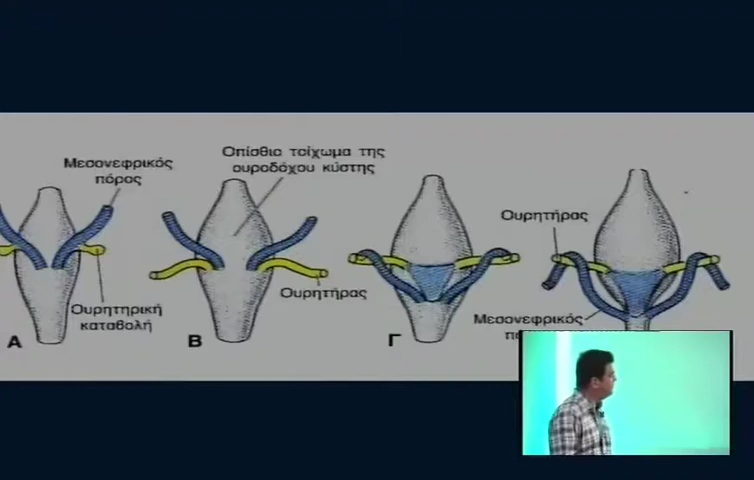 Μεσονεφρικός
πόρος
Οπίσθιο τοίχωμα της
ουροδόχου κύστης
Ουρητήρας
Ουρητηρική
καταβολή
Ουρητήρας
Μεσονεφρικός
Α
Β
Γ